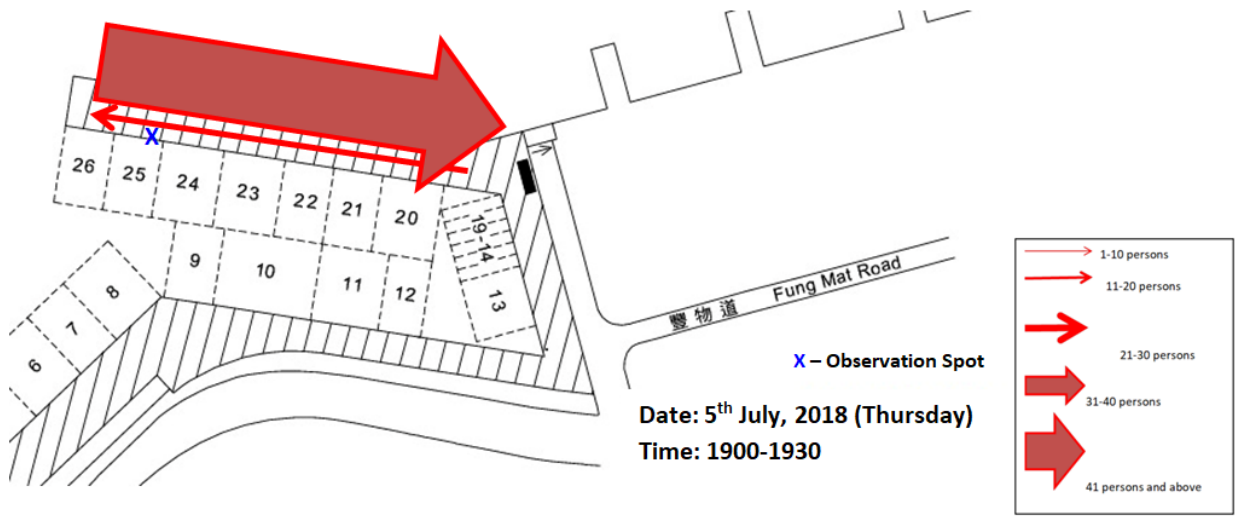 X
26
25
24
23
22
21
20
19-14
9
10
11
12
13
8
7
6
豐物道 Fung Mat Road
X – Observation Spot
Date: 5th July, 2018 (Thursday)
Time: 1900-1930
1-10 persons
11-20 persons
21-30 persons
31-40 persons
41 persons and above